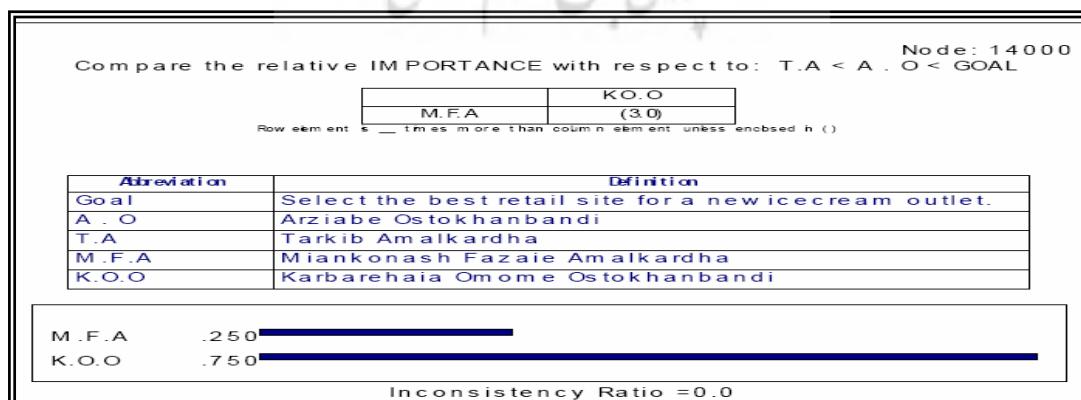 Node: 14000
Compare the relative IMPORTANCE with respect to: T.A < A . O < GOAL
KO.O
M.F.A (3.0)
Row element is __ times more than column element unless enclosed in ()
Abbreviation Definition
Goal Select the best retail site for a new icecream outlet.
A . O Arziabe Ostokhanbandi
T.A Tarkib Amalkardha
M.F.A Miankonash Fazaie Amalkardha
K.O.O Karbarehaia Omome Ostokhanbandi
M.F.A .250
K.O.O .750
Inconsistency Ratio =0.0